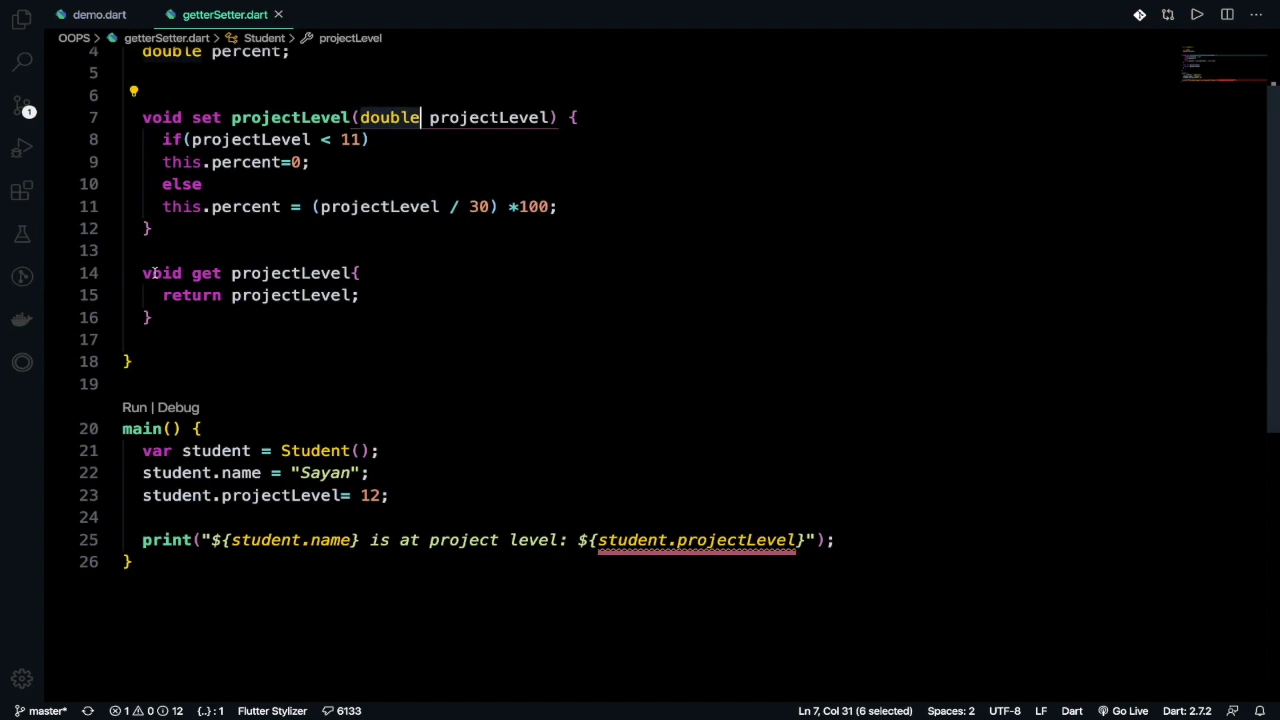 demo.dart
getterSetter.dart
OOPS > getterSetter.dart > Student > projectLevel
4 double percent;
5
6
7 void set projectLevel(double projectLevel) {
8 if(projectLevel < 11)
9 this.percent=0;
10 else
11 this.percent = (projectLevel / 30) *100;
12 }
13
14 void get projectLevel{
15 return projectLevel;
16 }
17
18 }
19
Run | Debug
20 main() {
21 var student = Student();
22 student.name = "Sayan";
23 student.projectLevel= 12;
24
25 print("${student.name} is at project level: ${student.projectLevel}");
26 }
1
master* 1 0 12 {..} : 1 Flutter Stylizer 6133 Ln 7, Col 31 (6 selected) Spaces: 2 UTF-8 LF Dart Go Live Dart: 2.7.2